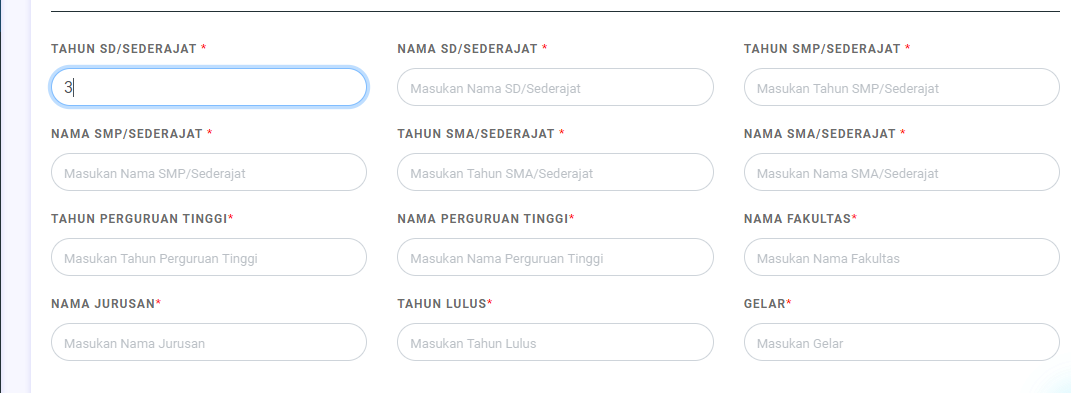 TAHUN SD/SEDERAJAT * NAMA SD/SEDERAJAT * TAHUN SMP/SEDERAJAT *
3 Masukan Nama SD/Sederajat Masukan Tahun SMP/Sederajat
NAMA SMP/SEDERAJAT * TAHUN SMA/SEDERAJAT * NAMA SMA/SEDERAJAT *
Masukan Nama SMP/Sederajat Masukan Tahun SMA/Sederajat Masukan Nama SMA/Sederajat
TAHUN PERGURUAN TINGGI* NAMA PERGURUAN TINGGI* NAMA FAKULTAS*
Masukan Tahun Perguruan Tinggi Masukan Nama Perguruan Tinggi Masukan Nama Fakultas
NAMA JURUSAN* TAHUN LULUS* GELAR*
Masukan Nama Jurusan Masukan Tahun Lulus Masukan Gelar